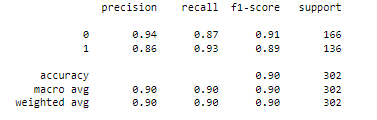 precision recall f1-score support
0 0.94 0.87 0.91 166
1 0.86 0.93 0.89 136
accuracy 0.90 302
macro avg 0.90 0.90 0.90 302
weighted avg 0.90 0.90 0.90 302